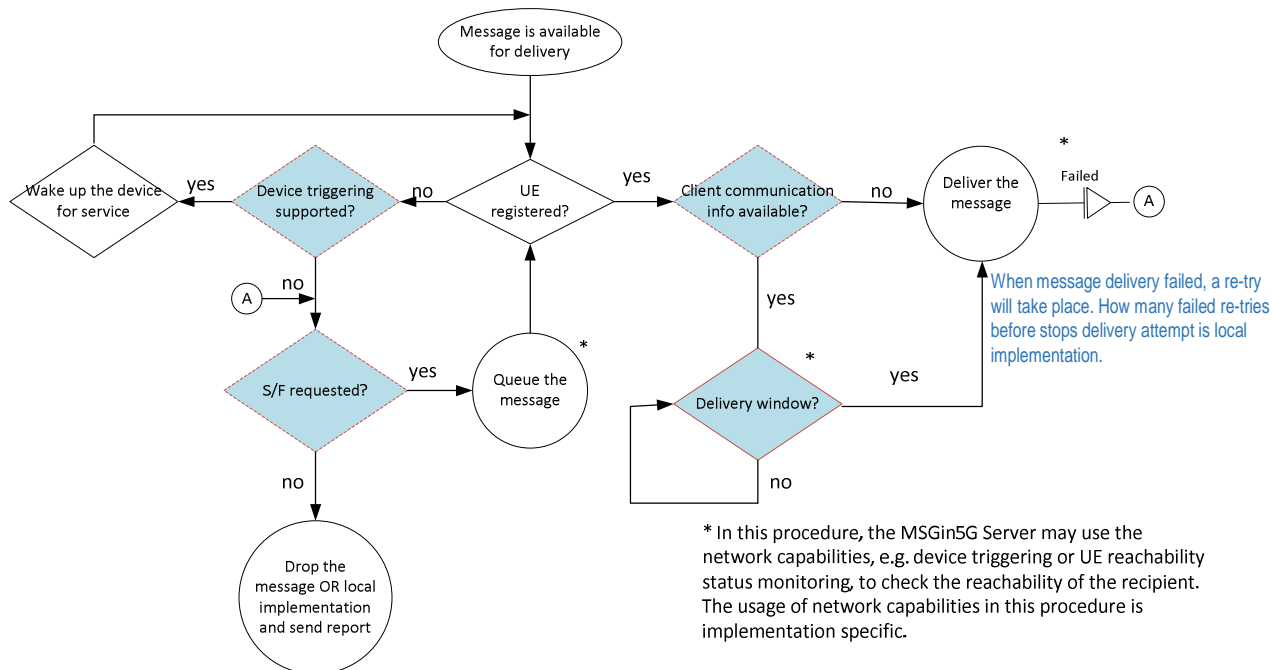 Message is available
for delivery
Wake up the device
for service
yes
Device triggering
supported?
no
UE
registered?
yes
Client communication
info available?
no
Deliver the
message
*
Failed
A
When message delivery failed, a re-try
will take place. How many failed re-tries
before stops delivery attempt is local
implementation.
A
no
yes
S/F requested?
yes
Queue the
message
*
Delivery window?
*
yes
no
no
Drop the
message OR local
implementation
and send report
* In this procedure, the MSGin5G Server may use the
network capabilities, e.g. device triggering or UE reachability
status monitoring, to check the reachability of the recipient.
The usage of network capabilities in this procedure is
implementation specific.